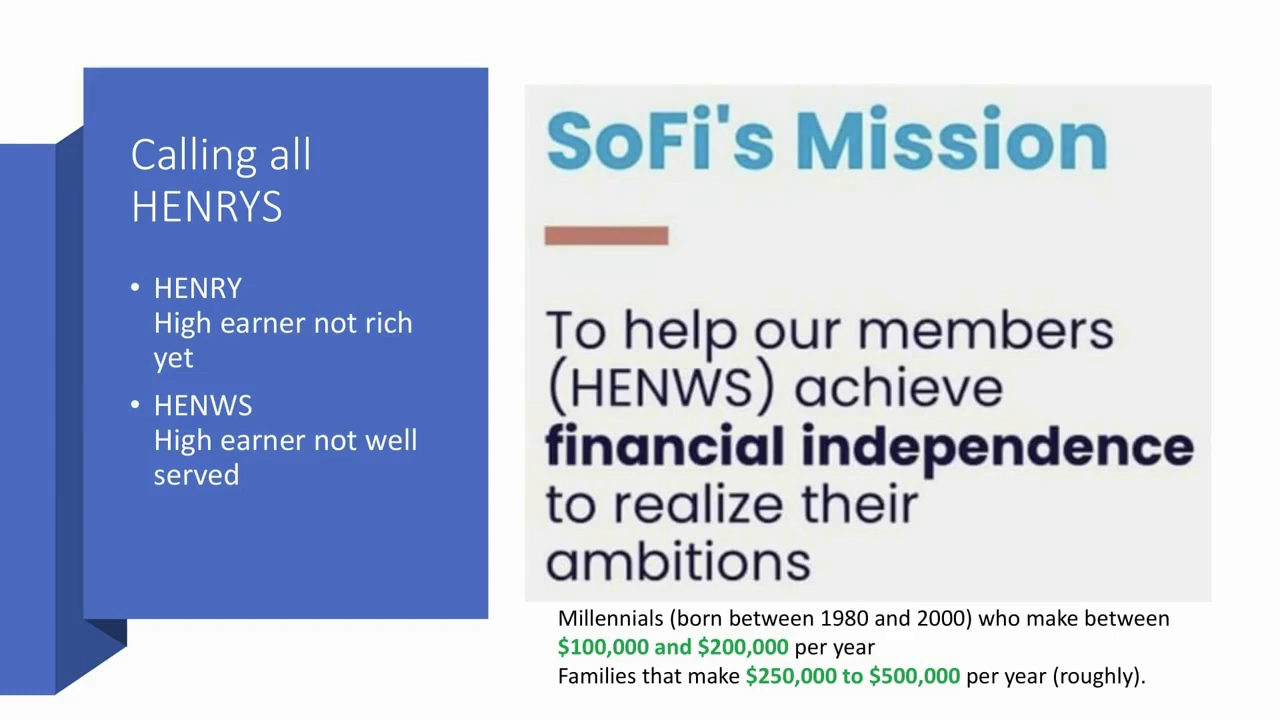 Calling all
HENRYS
• HENRY
High earner not rich
yet
• HENWS
High earner not well
served
SoFi's Mission
To help our members
(HENWS) achieve
financial independence
to realize their
ambitions
Millennials (born between 1980 and 2000) who make between
$100,000 and $200,000 per year
Families that make $250,000 to $500,000 per year (roughly).